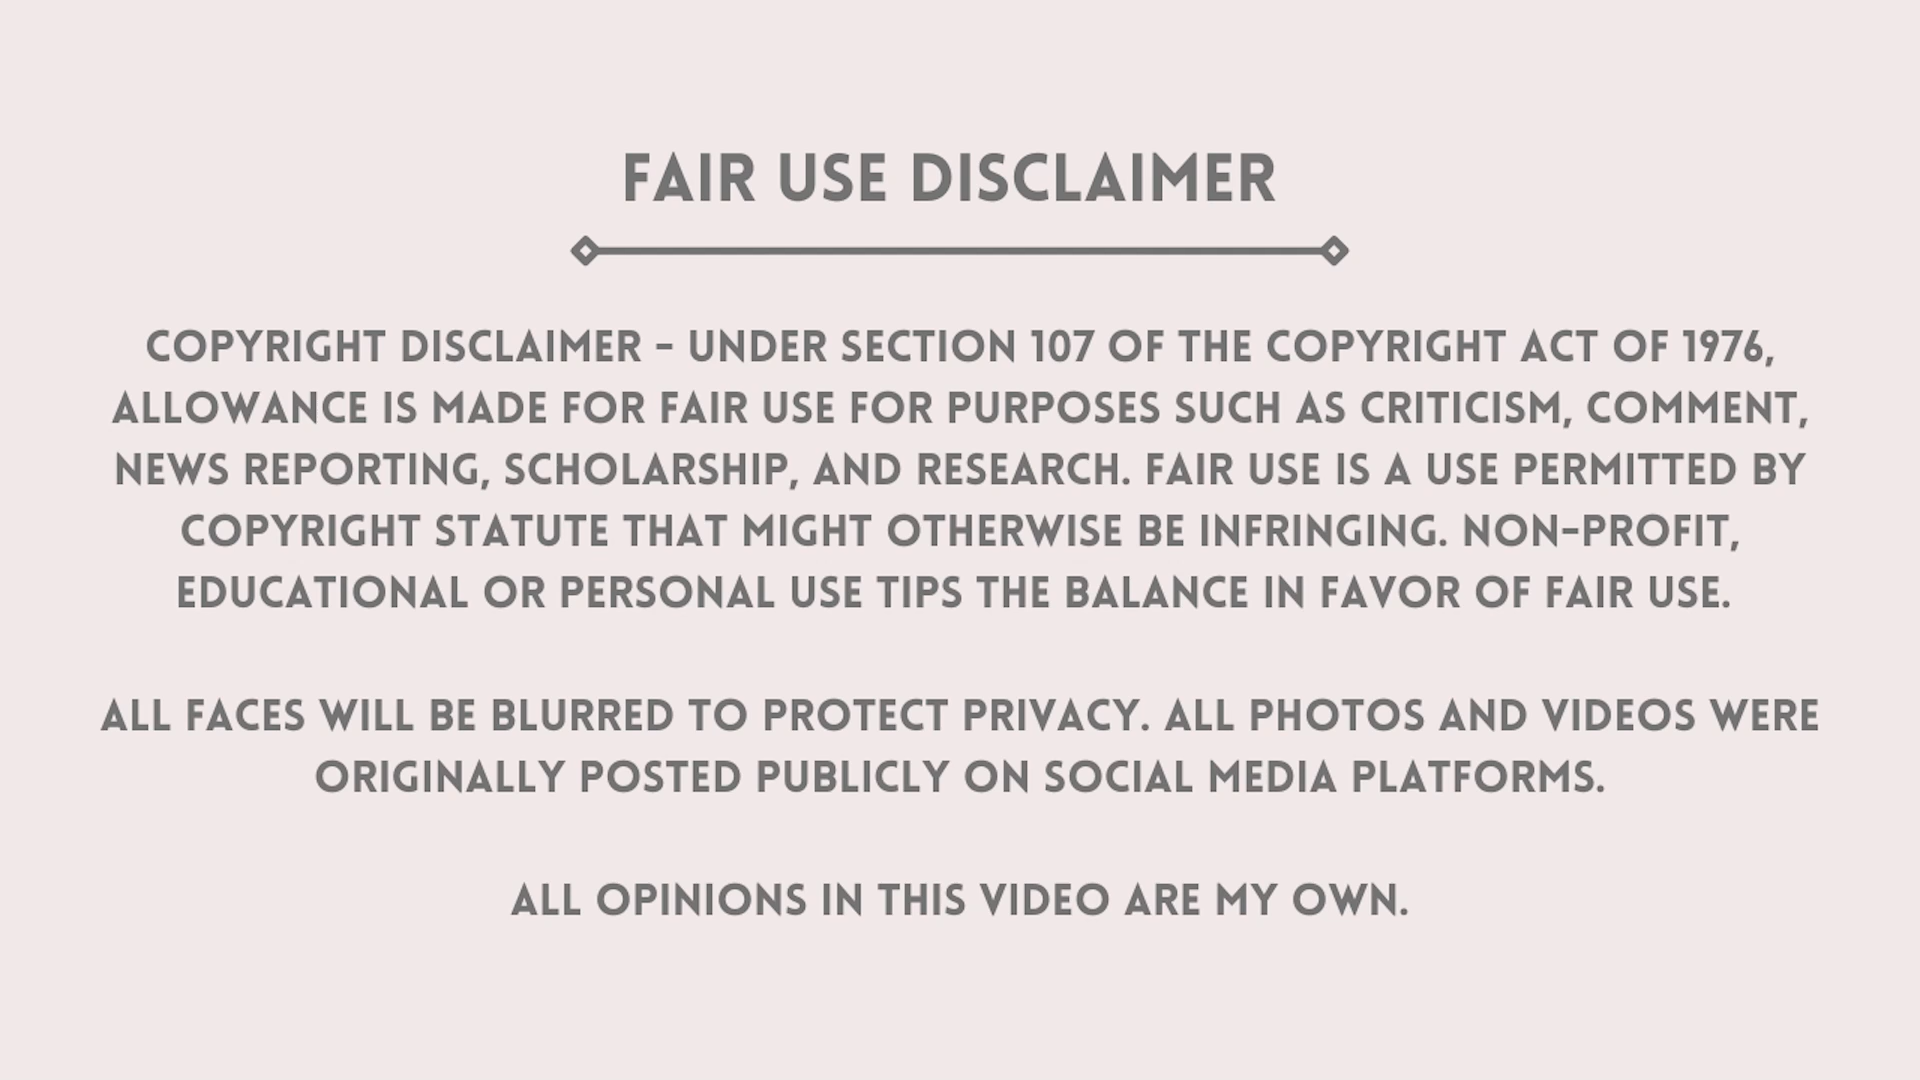 FAIR USE DISCLAIMER
COPYRIGHT DISCLAIMER - UNDER SECTION 107 OF THE COPYRIGHT ACT OF 1976,
ALLOWANCE IS MADE FOR FAIR USE FOR PURPOSES SUCH AS CRITICISM, COMMENT,
NEWS REPORTING, SCHOLARSHIP, AND RESEARCH. FAIR USE IS A USE PERMITTED BY
COPYRIGHT STATUTE THAT MIGHT OTHERWISE BE INFRINGING. NON-PROFIT,
EDUCATIONAL OR PERSONAL USE TIPS THE BALANCE IN FAVOR OF FAIR USE.
ALL FACES WILL BE BLURRED TO PROTECT PRIVACY. ALL PHOTOS AND VIDEOS WERE
ORIGINALLY POSTED PUBLICLY ON SOCIAL MEDIA PLATFORMS.
ALL OPINIONS IN THIS VIDEO ARE MY OWN.